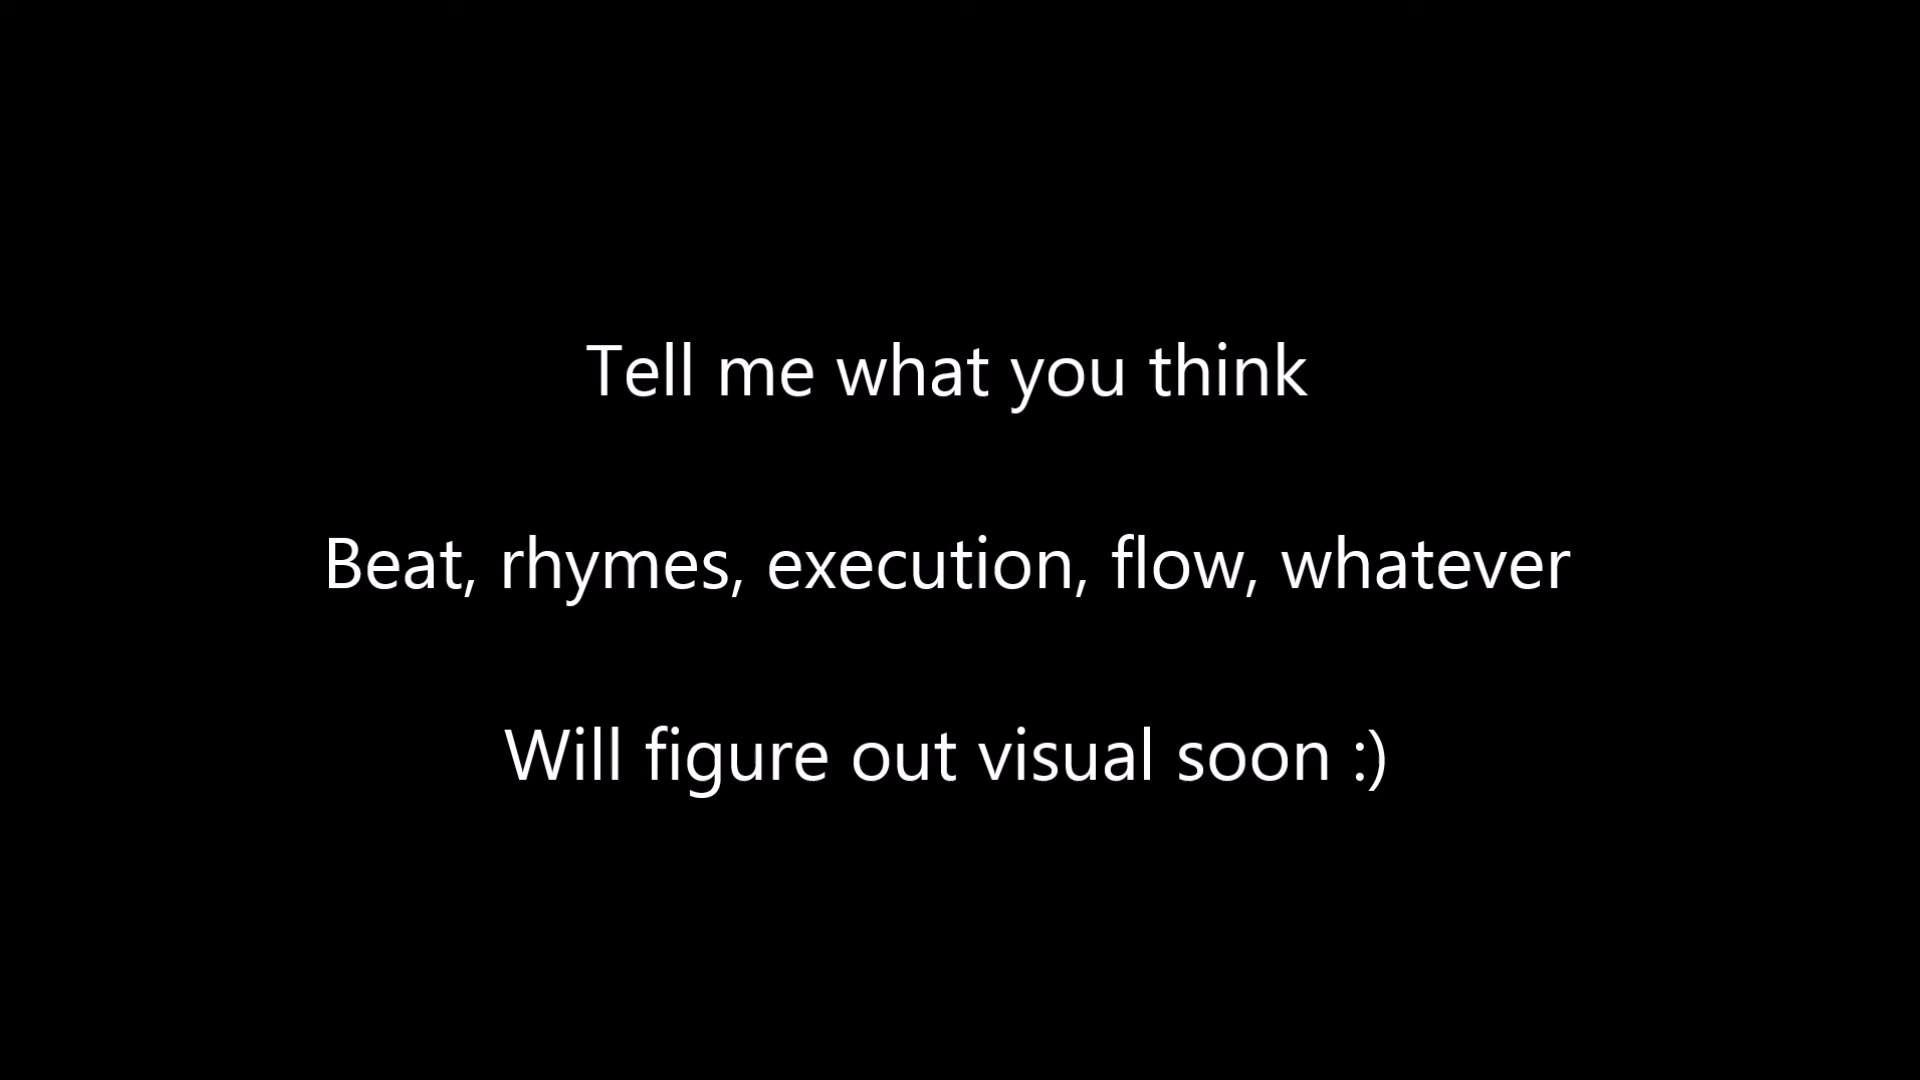 Tell me what you think
Beat, rhymes, execution, flow, whatever
Will figure out visual soon :)